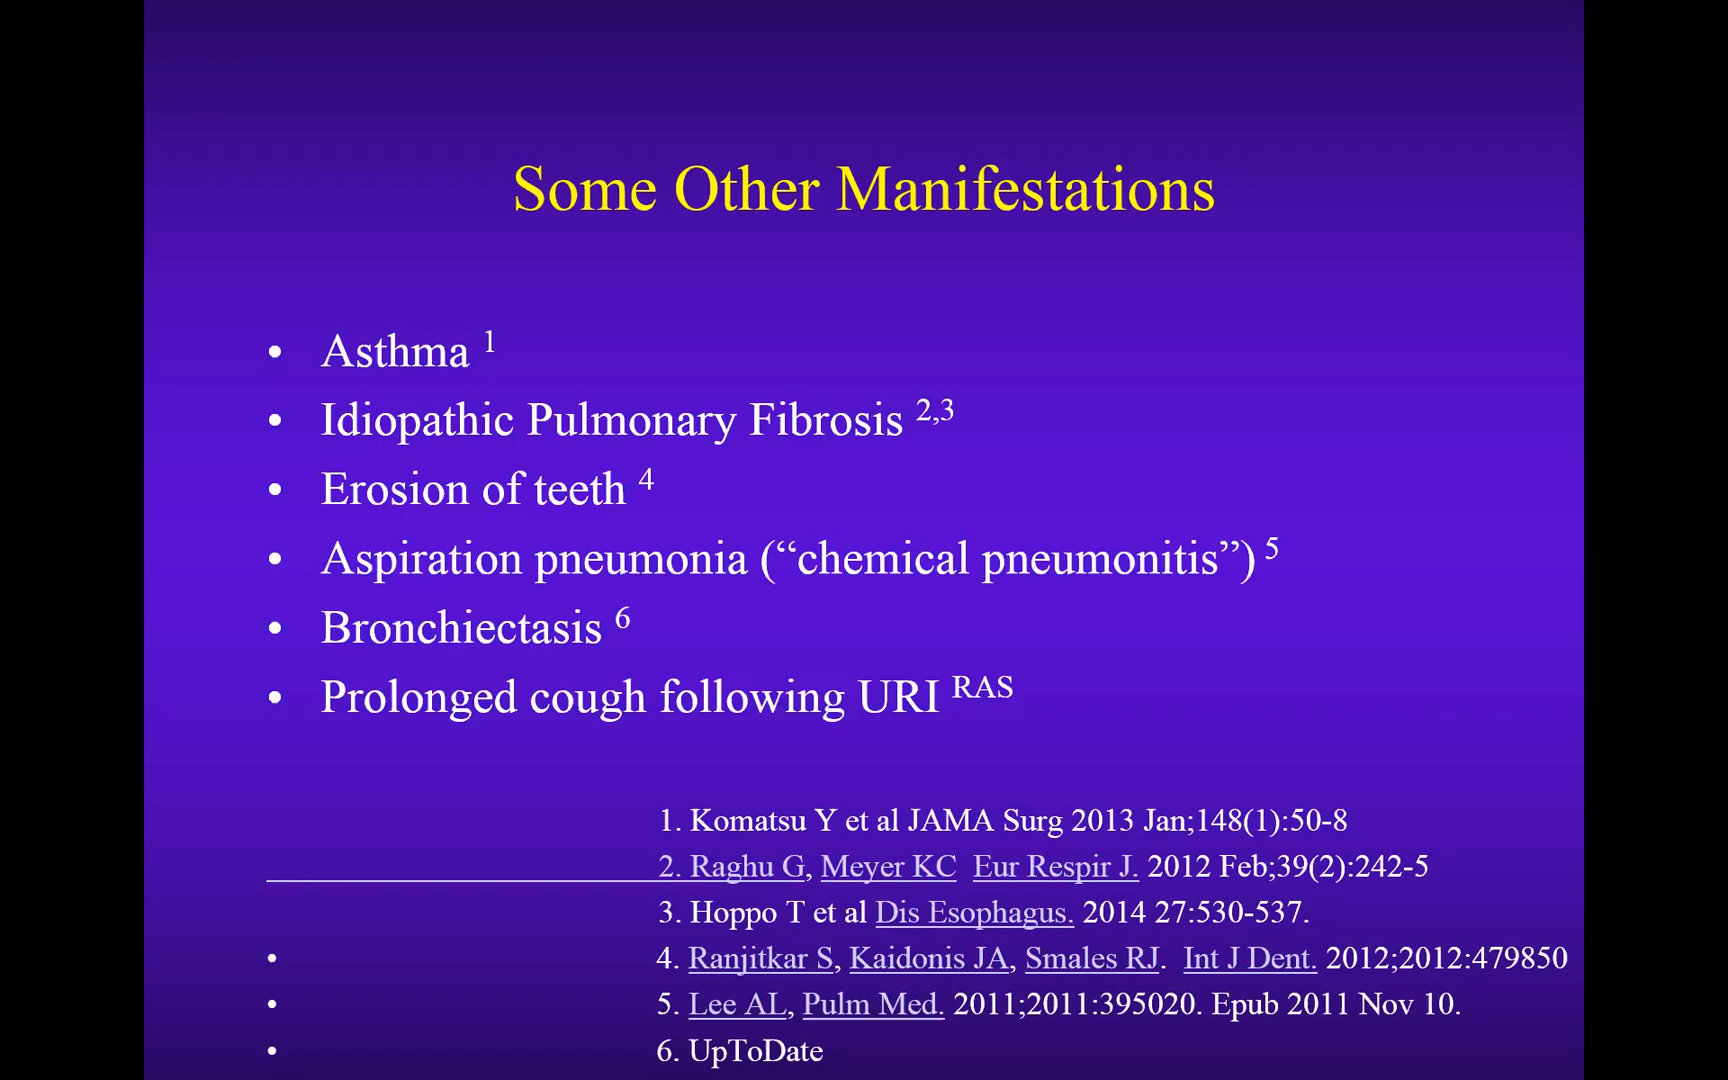 Some Other Manifestations
• Asthma 1
• Idiopathic Pulmonary Fibrosis 2,3
• Erosion of teeth 4
• Aspiration pneumonia (“chemical pneumonitis”) 5
• Bronchiectasis 6
• Prolonged cough following URI RAS
1. Komatsu Y et al JAMA Surg 2013 Jan;148(1):50-8
2. Raghu G, Meyer KC Eur Respir J. 2012 Feb;39(2):242-5
3. Hoppo T et al Dis Esophagus. 2014 27:530-537.
• 4. Ranjitkar S, Kaidonis JA, Smales RJ. Int J Dent. 2012;2012:479850
• 5. Lee AL, Pulm Med. 2011;2011:395020. Epub 2011 Nov 10.
• 6. UpToDate